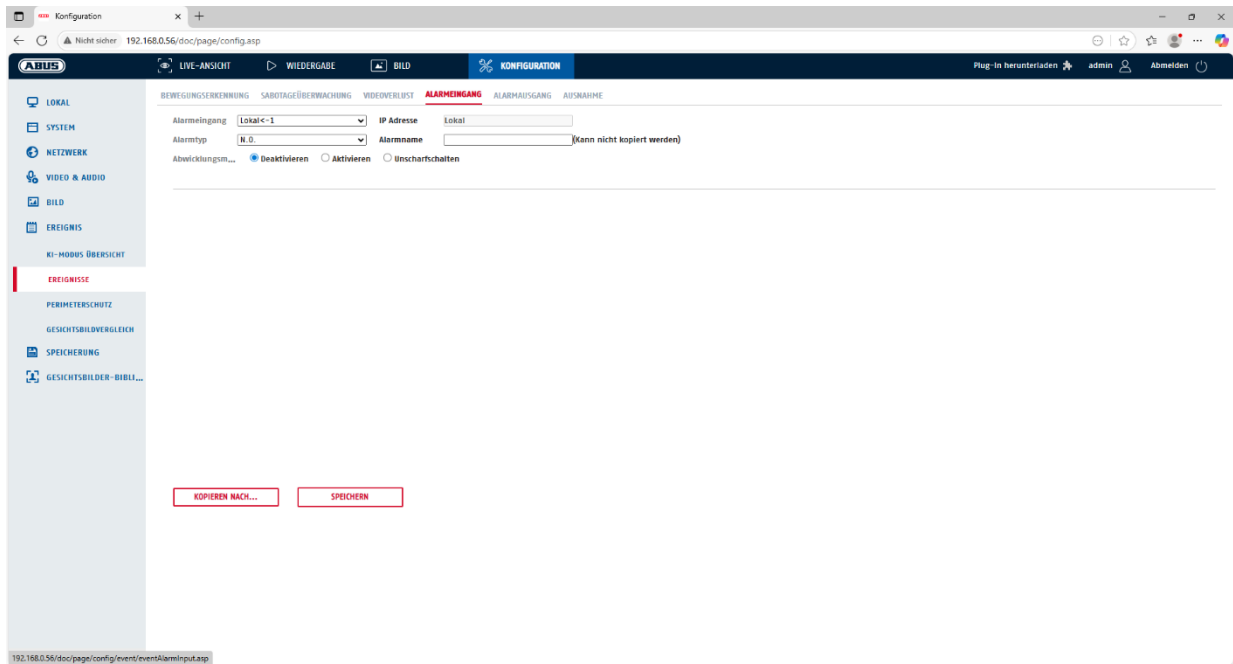 Konfiguration
Nicht sicher 192.168.0.56/doc/page/config.asp
ABUS LIVE-ANSICHT WIEDERGABE BILD KONFIGURATION Plug-In herunterladen admin Abmelden
BEWEGUNGSERKENNUNG SABOTAGEÜBERWACHUNG VIDEOVERLUST ALARMEINGANG ALARMAUSGANG AUSNAHME
LOKAL
SYSTEM
NETZWERK
VIDEO & AUDIO
BILD
EREIGNIS
KI-MODUS ÜBERSICHT
EREIGNISSE
PERIMETERSCHUTZ
GESICHTSBILDVERGLEICH
SPEICHERUNG
GESICHTSBILDER-BIBLI...
Alarmeingang Lokal<-1 IP Adresse Lokal
Alarmtyp N.O. Alarmname (Kann nicht kopiert werden)
Abwicklungsm... Deaktivieren Aktivieren Unscharfschalten
KOPIEREN NACH... SPEICHERN
192.168.0.56/doc/page/config/event/eventAlarmInput.asp